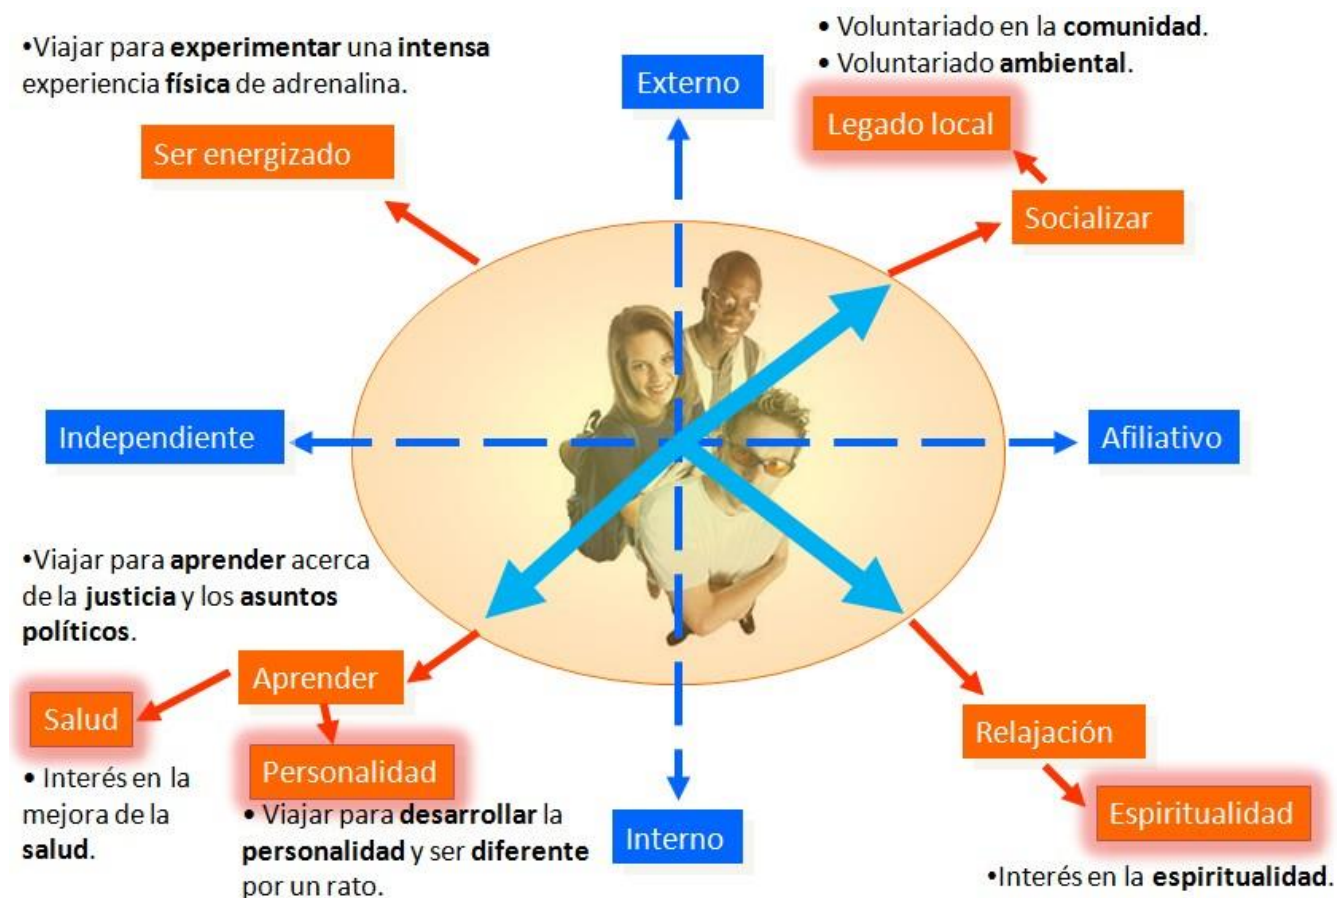 •Viajar para experimentar una intensa
experiencia física de adrenalina.
Ser energizado
Externo
• Voluntariado en la comunidad.
• Voluntariado ambiental.
Legado local
Socializar
Independiente
Afiliativo
•Viajar para aprender acerca
de la justicia y los asuntos
políticos.
Aprender
Salud
• Interés en la
mejora de la
salud.
Personalidad
• Viajar para desarrollar la
personalidad y ser diferente
por un rato.
Interno
Relajación
Espiritualidad
•Interés en la espiritualidad.